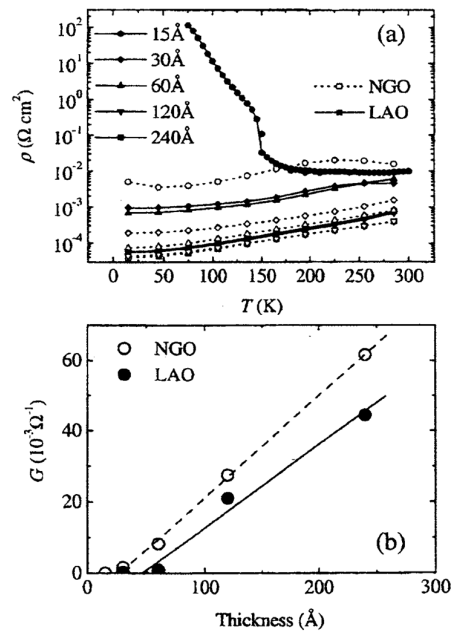 (a)
15Å
30Å
60Å
120Å
240Å
NGO
LAO
10²
10¹
10⁰
10⁻¹
10⁻²
10⁻³
10⁻⁴
ρ (Ω cm²)
0 50 100 150 200 250 300
T (K)
NGO
LAO
60
40
20
0
G (10⁻³Ω⁻¹)
(b)
0 100 200 300
Thickness (Å)